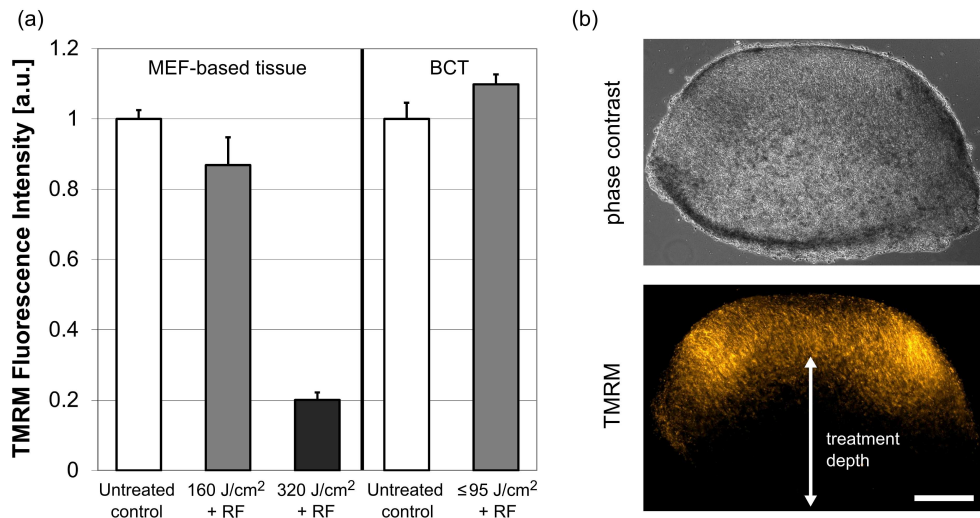 (a)
TMRM Fluorescence Intensity [a.u.]
1.2
1
0.8
0.6
0.4
0.2
0
MEF-based tissue
BCT
Untreated
control
160 J/cm²
+ RF
320 J/cm²
+ RF
Untreated
control
≤95 J/cm²
+ RF
(b)
phase contrast
TMRM
treatment
depth